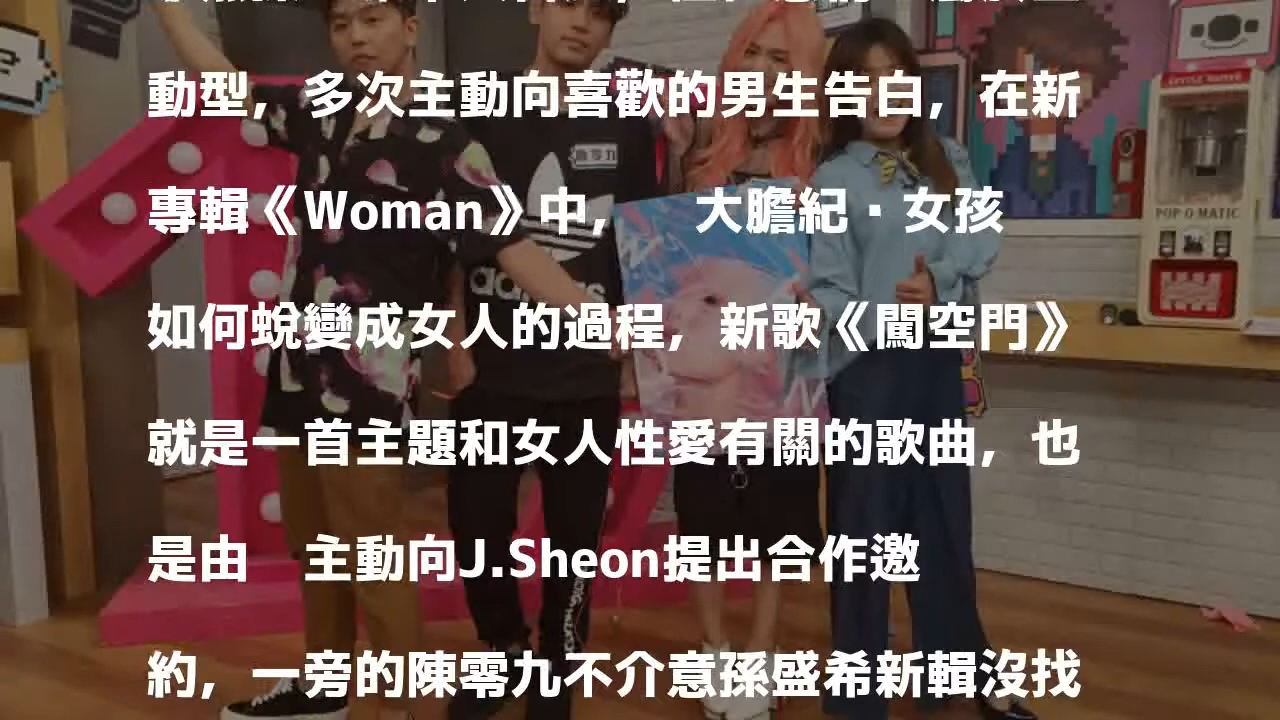 動型，多次主動向喜歡的男生告白，在新
專輯《Woman》中，　大膽紀·女孩
如何蛻變成女人的過程，新歌《闖空門》
就是一首主題和女人性愛有關的歌曲，也
是由　主動向J.Sheon提出合作邀
約，一旁的陳零九不介意孫盛希新輯沒找
adidas
POP O MATIC